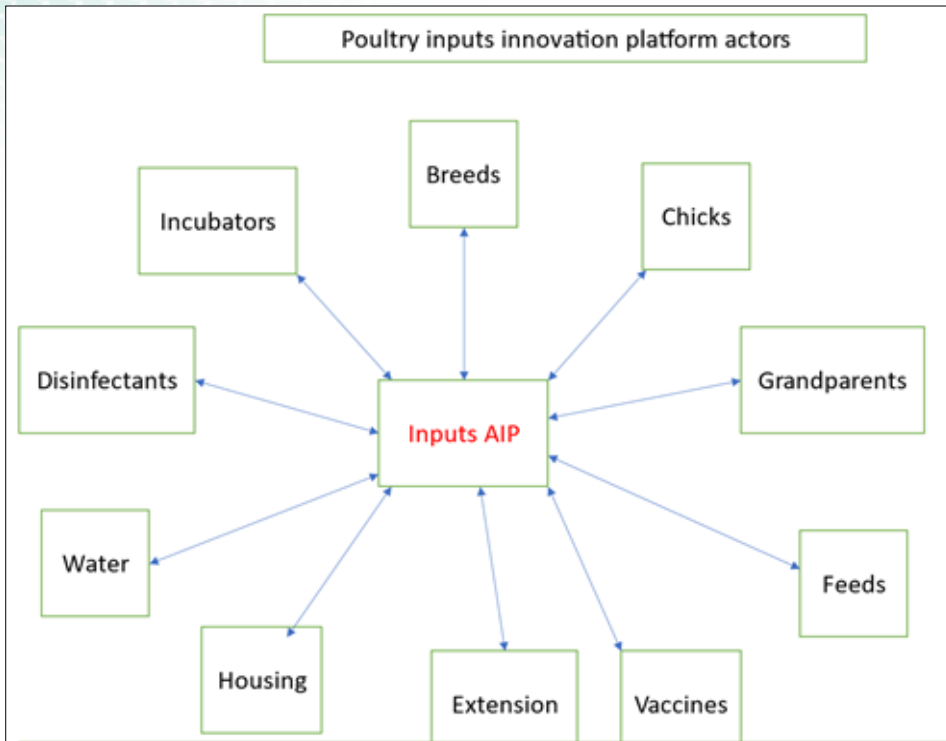 Poultry inputs innovation platform actors
Breeds
Chicks
Incubators
Disinfectants
Grandparents
Inputs AIP
Water
Feeds
Housing
Extension
Vaccines